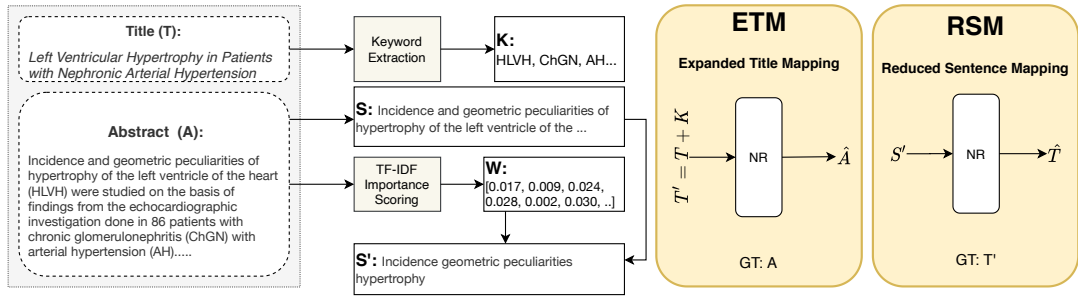 Title (T):
Left Ventricular Hypertrophy in Patients
with Nephronic Arterial Hypertension
Abstract (A):
Incidence and geometric peculiarities of
hypertrophy of the left ventricle of the heart
(HLVH) were studied on the basis of
findings from the echocardiographic
investigation done in 86 patients with
chronic glomerulonephritis (ChGN) with
arterial hypertension (AH).....
Keyword
Extraction
K:
HLVH, ChGN, AH...
S: Incidence and geometric peculiarities of
hypertrophy of the left ventricle of the ...
TF-IDF
Importance
Scoring
W:
[0.017, 0.009, 0.024,
0.028, 0.002, 0.030, ..]
S': Incidence geometric peculiarities
hypertrophy
ETM
Expanded Title Mapping
T' = T + K
NR
Â
GT: A
RSM
Reduced Sentence Mapping
S'
NR
T̂
GT: T'